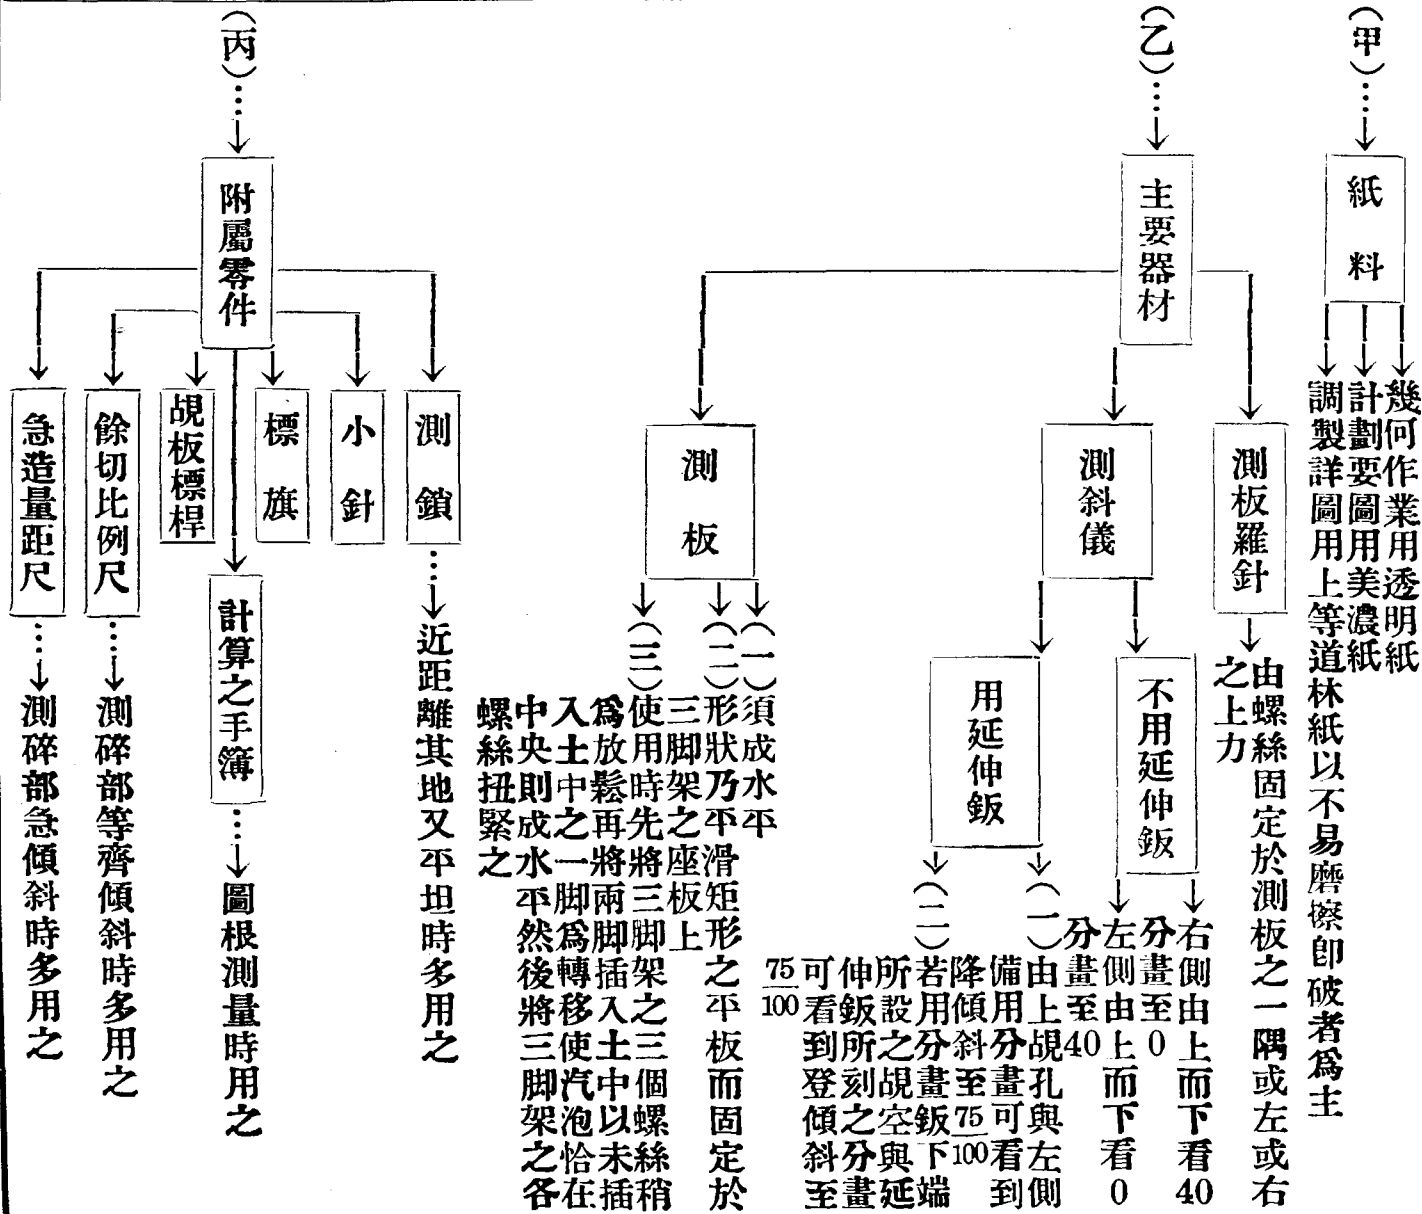 （甲）……
紙料
幾何作業用透明紙
計劃要圖用美濃紙
調製詳圖用上等道林紙以不易磨擦卽破者爲主
（乙）……
主要器材
測板羅針
由螺絲固定於測板之一隅或左或右
之上力
測斜儀
不用延伸鈑
右側由上而下看40
分畫至0
左側由上而下看0
分畫至40
用延伸鈑
（一）由上覘孔與左側
備用分畫可看到
降傾斜至75/100
（二）若用分畫鈑下端
所設之覘空與延
伸鈑所刻之分畫
可看到登傾斜至
75/100
測板
（一）須成水平
（二）形狀乃平滑矩形之平板而固定於
三脚架之座板上
（三）使用時先將三脚架之三個螺絲稍
爲放鬆再將兩脚插入土中以未插
入土中之一脚爲轉移使汽泡恰在
中央則成水平然後將三脚架之各
螺絲扭緊之
（丙）……
附屬零件
測鎖……
近距離其地又平坦時多用之
小針
標旗
計算之手簿……
圖根測量時用之
覘板標桿
餘切比例尺……
測碎部等齊傾斜時多用之
急造量距尺……
測碎部急傾斜時多用之